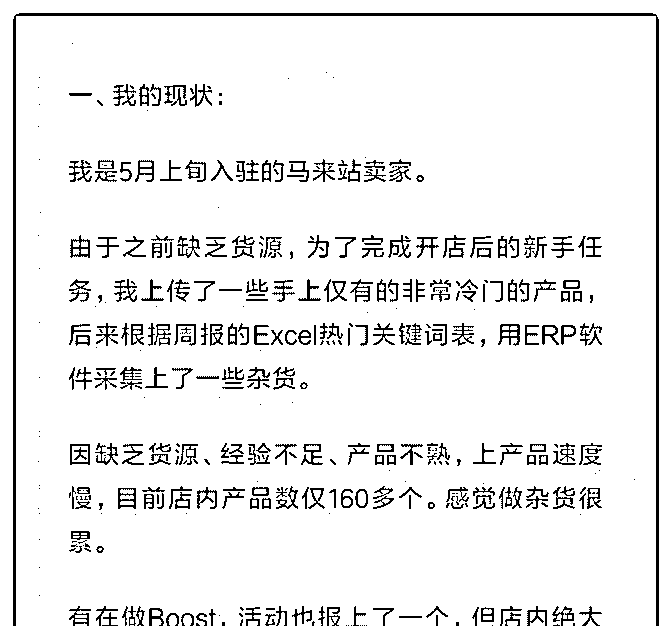 一、我的现状：
我是5月上旬入驻的马来站卖家。
由于之前缺乏货源，为了完成开店后的新手任
务，我上传了一些手上仅有的非常冷门的产品，
后来根据周报的Excel热门关键词表，用ERP软
件采集上了一些杂货。
因缺乏货源、经验不足、产品不熟，上产品速度
慢，目前店内产品数仅160多个。感觉做杂货很
累。
有在做Boost，活动也报上了一个，但店内绝大